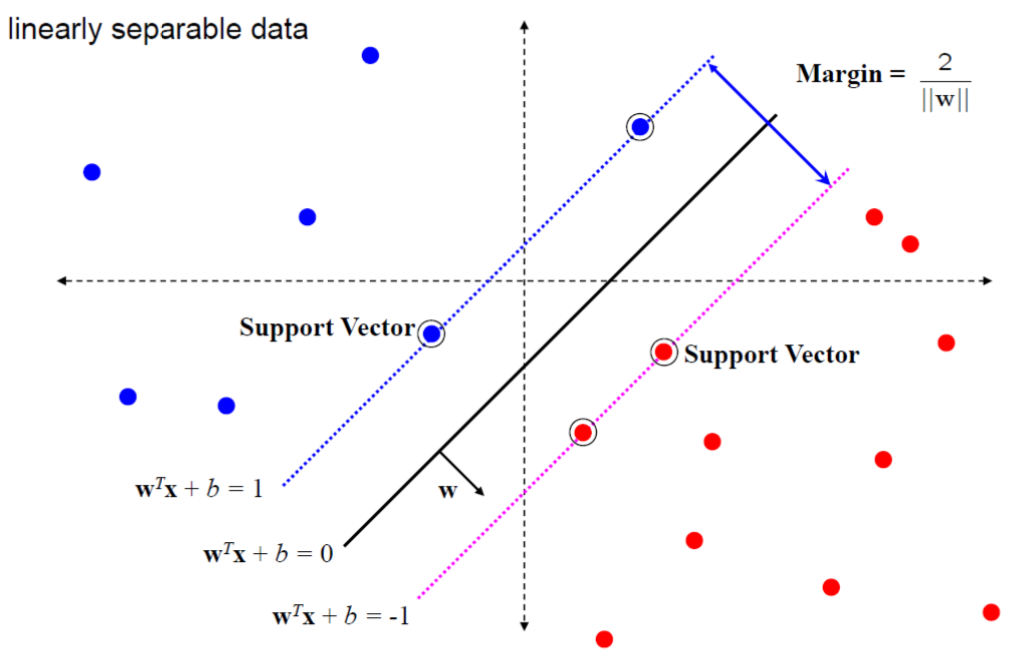 linearly separable data
Margin = 2 / ||w||
Support Vector
Support Vector
wᵀx + b = 1
w
wᵀx + b = 0
wᵀx + b = -1